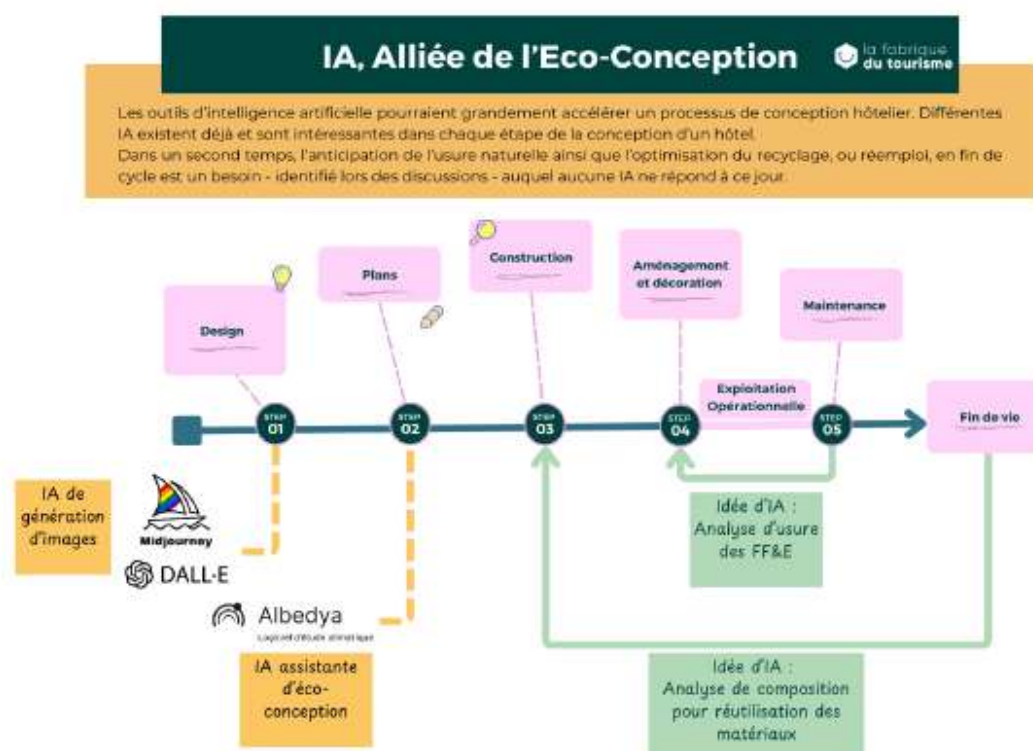 IA, Alliée de l'Eco-Conception
la fabrique
du tourisme
Les outils d'intelligence artificielle pourraient grandement accélérer un processus de conception hôtelier. Différentes
IA existent déjà et sont intéressantes dans chaque étape de la conception d'un hôtel.
Dans un second temps, l'anticipation de l'usure naturelle ainsi que l'optimisation du recyclage, ou réemploi, en fin de
cycle est un besoin - identifié lors des discussions - auquel aucune IA ne répond à ce jour.
Design
Plans
Construction
Aménagement
et décoration
Maintenance
Exploitation
Opérationnelle
Fin de vie
STEP
01
STEP
02
STEP
03
STEP
04
STEP
05
IA de
génération
d'images
Midjourney
DALL·E
Albedya
Logiciel d'étude climatique
IA assistante
d'éco-
conception
Idée d'IA :
Analyse d'usure
des FF&E
Idée d'IA :
Analyse de composition
pour réutilisation des
matériaux